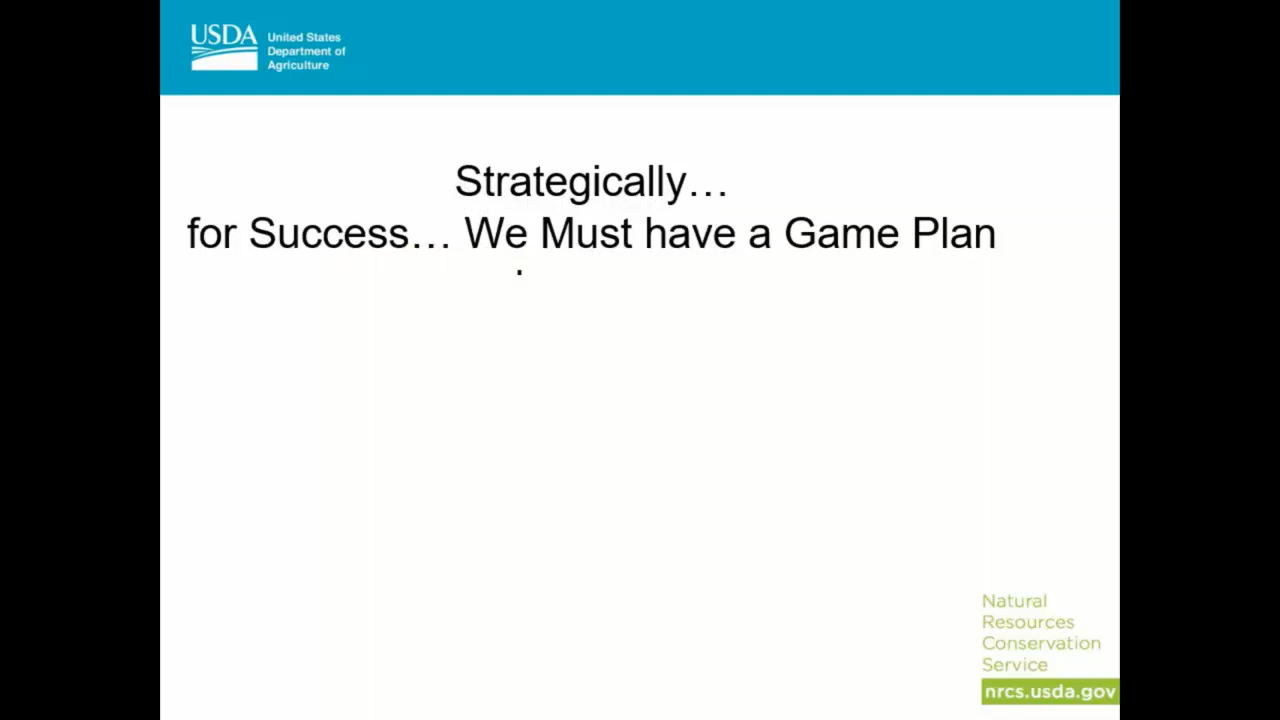 USDA
United States
Department of
Agriculture
Strategically…
for Success… We Must have a Game Plan
.
Natural
Resources
Conservation
Service
nrcs.usda.gov